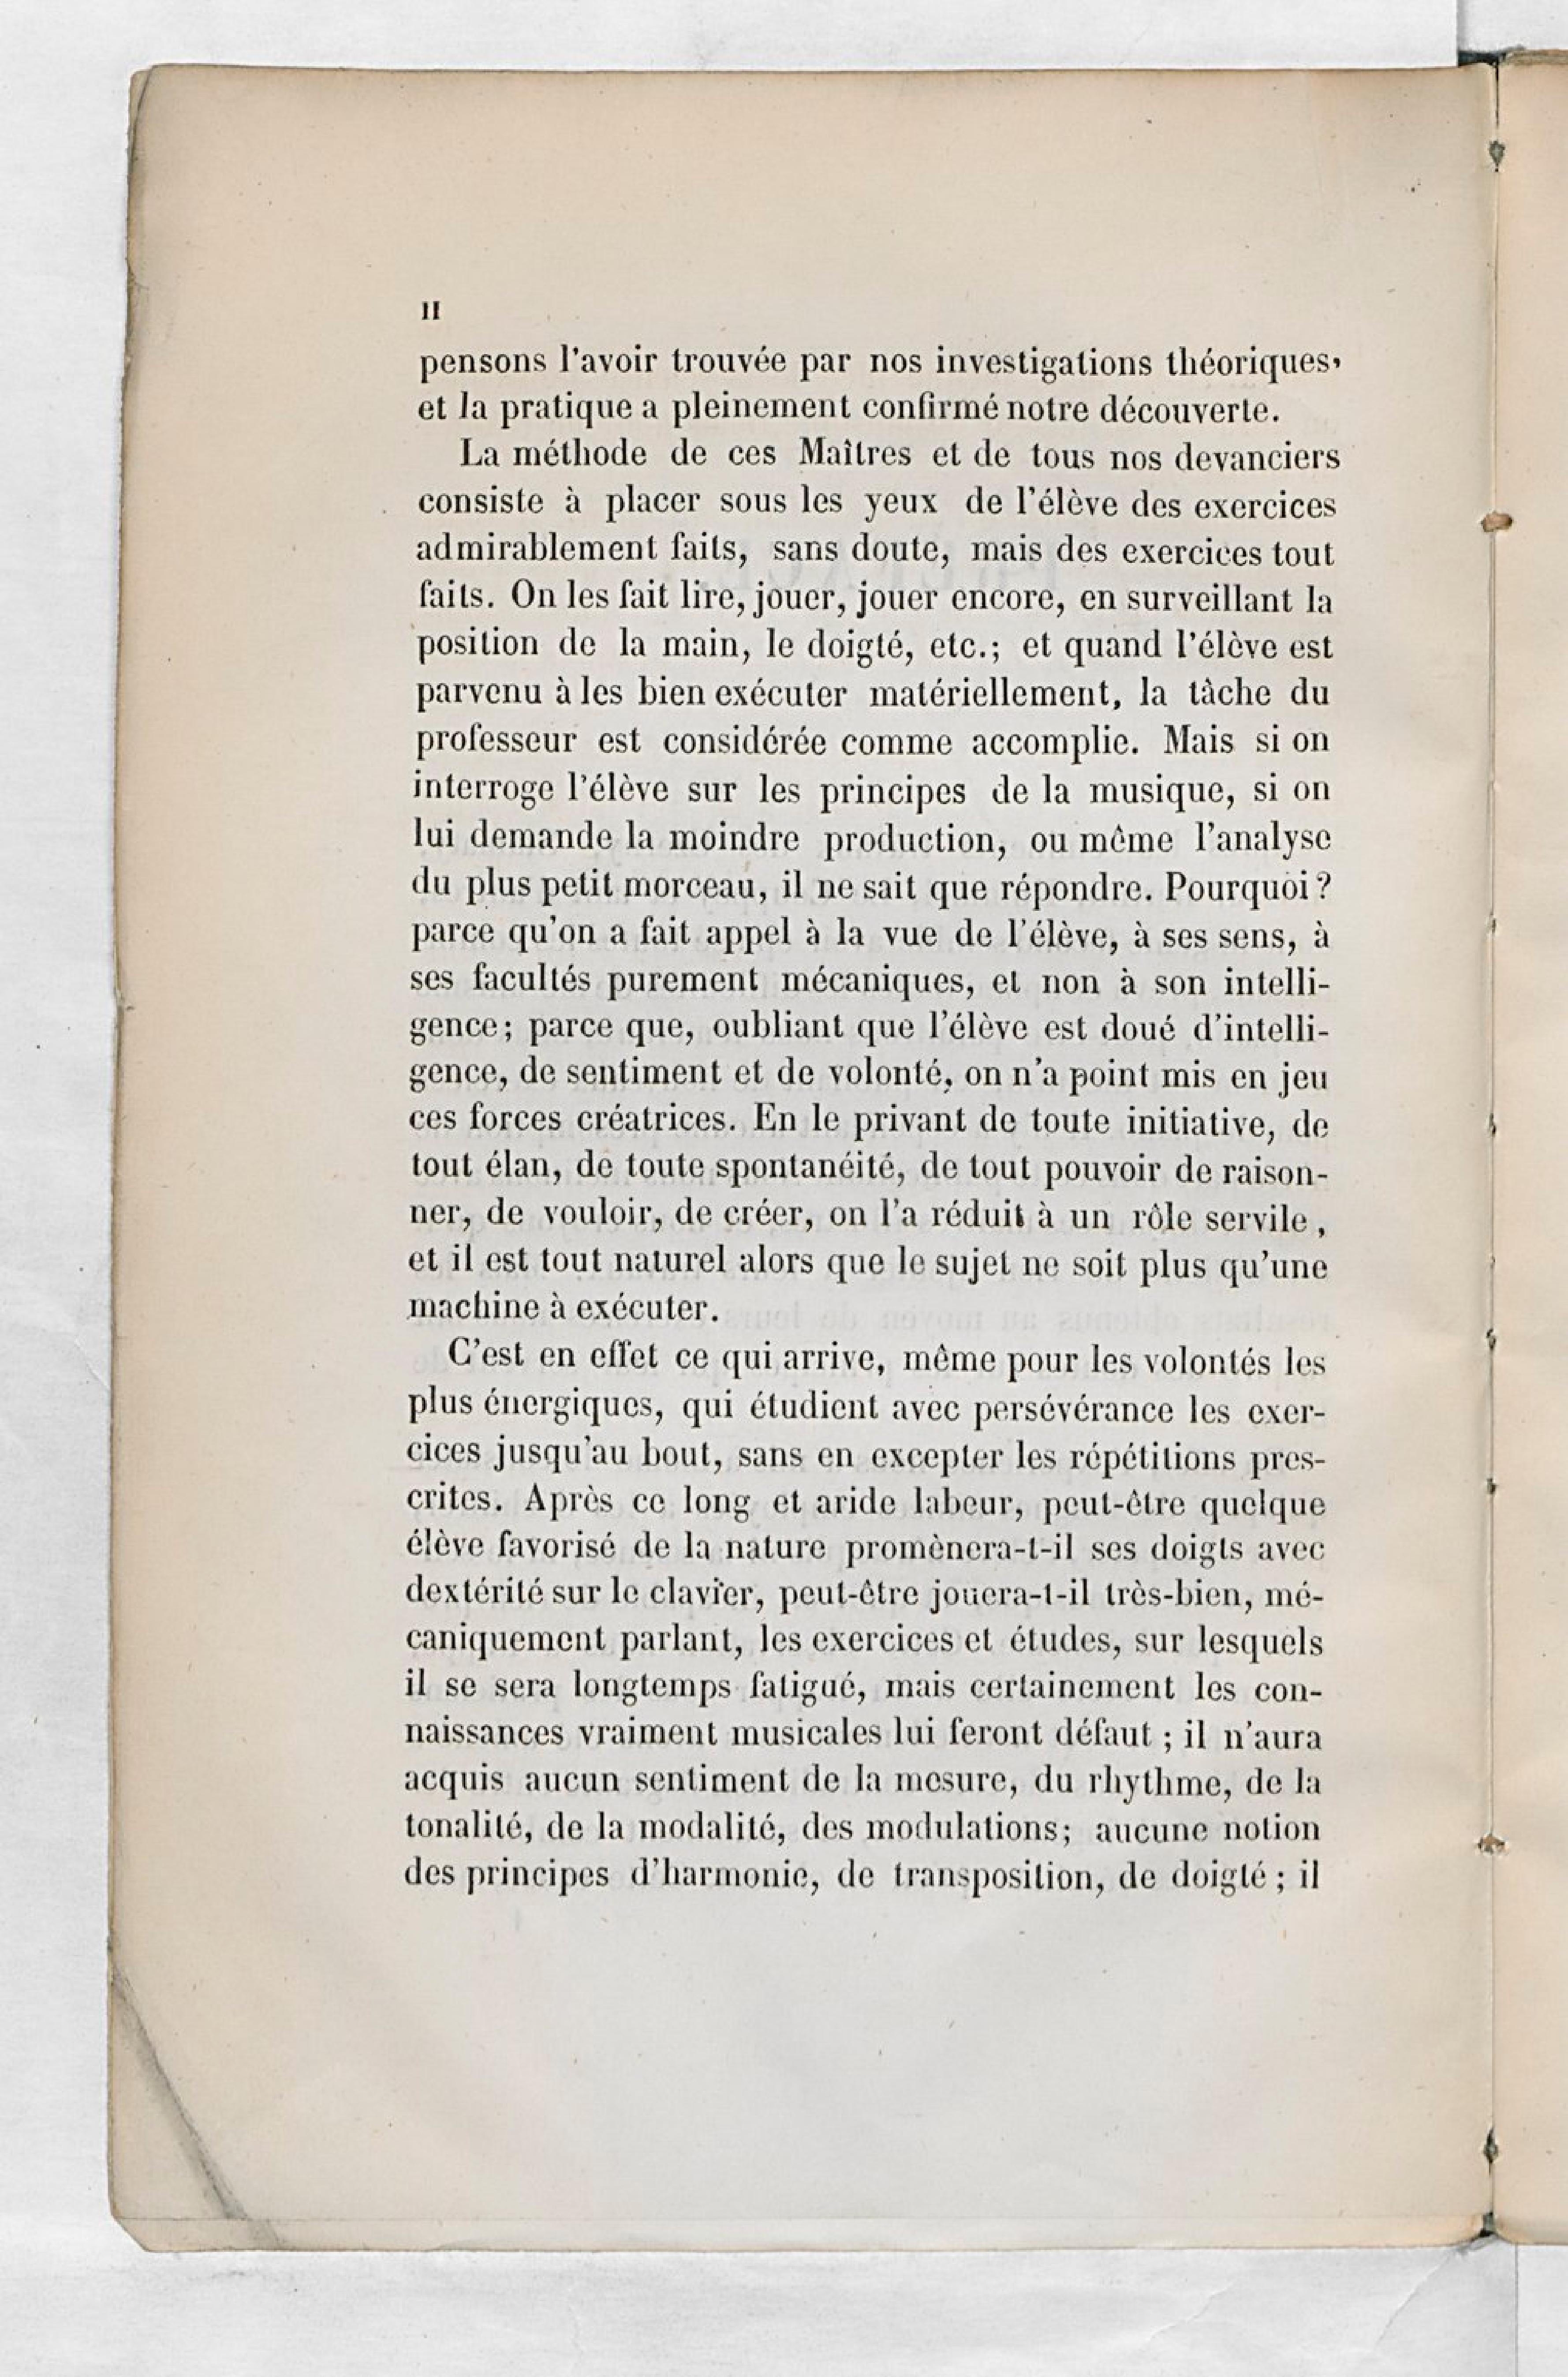 II
pensons l'avoir trouvée par nos investigations théoriques,
et la pratique a pleinement confirmé notre découverte.
La méthode de ces Maîtres et de tous nos devanciers
consiste à placer sous les yeux de l'élève des exercices
admirablement faits, sans doute, mais des exercices tout
faits. On les fait lire, jouer, jouer encore, en surveillant la
position de la main, le doigté, etc.; et quand l'élève est
parvenu à les bien exécuter matériellement, la tâche du
professeur est considérée comme accomplie. Mais si on
interroge l'élève sur les principes de la musique, si on
lui demande la moindre production, ou même l'analyse
du plus petit morceau, il ne sait que répondre. Pourquoi ?
parce qu'on a fait appel à la vue de l'élève, à ses sens, à
ses facultés purement mécaniques, et non à son intelli-
gence; parce que, oubliant que l'élève est doué d'intelli-
gence, de sentiment et de volonté, on n'a point mis en jeu
ces forces créatrices. En le privant de toute initiative, de
tout élan, de toute spontanéité, de tout pouvoir de raison-
ner, de vouloir, de créer, on l'a réduit à un rôle servile,
et il est tout naturel alors que le sujet ne soit plus qu'une
machine à exécuter.
C'est en effet ce qui arrive, même pour les volontés les
plus énergiques, qui étudient avec persévérance les exer-
cices jusqu'au bout, sans en excepter les répétitions pres-
crites. Après ce long et aride labeur, peut-être quelque
élève favorisé de la nature promènera-t-il ses doigts avec
dextérité sur le clavier, peut-être jouera-t-il très-bien, mé-
caniquement parlant, les exercices et études, sur lesquels
il se sera longtemps fatigué, mais certainement les con-
naissances vraiment musicales lui feront défaut ; il n'aura
acquis aucun sentiment de la mesure, du rhythme, de la
tonalité, de la modalité, des modulations; aucune notion
des principes d'harmonie, de transposition, de doigté ; il